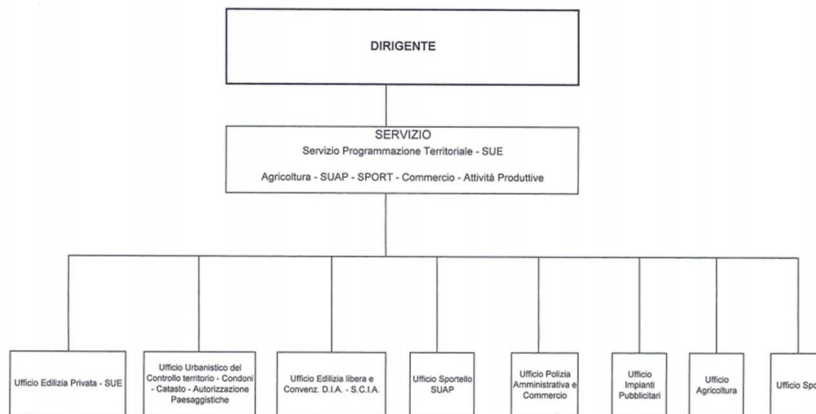 DIRIGENTE
SERVIZIO
Servizio Programmazione Territoriale - SUE
Agricoltura - SUAP - SPORT - Commercio - Attività Produttive
Ufficio Edilizia Privata - SUE
Ufficio Urbanistico del
Controllo territorio - Condoni
- Catasto - Autorizzazione
Paesaggistiche
Ufficio Edilizia libera e
Convenz. D.I.A. - S.C.I.A.
Ufficio Sportello
SUAP
Ufficio Polizia
Amministrativa e
Commercio
Ufficio
Impianti
Pubblicitari
Ufficio
Agricoltura
Ufficio Spo